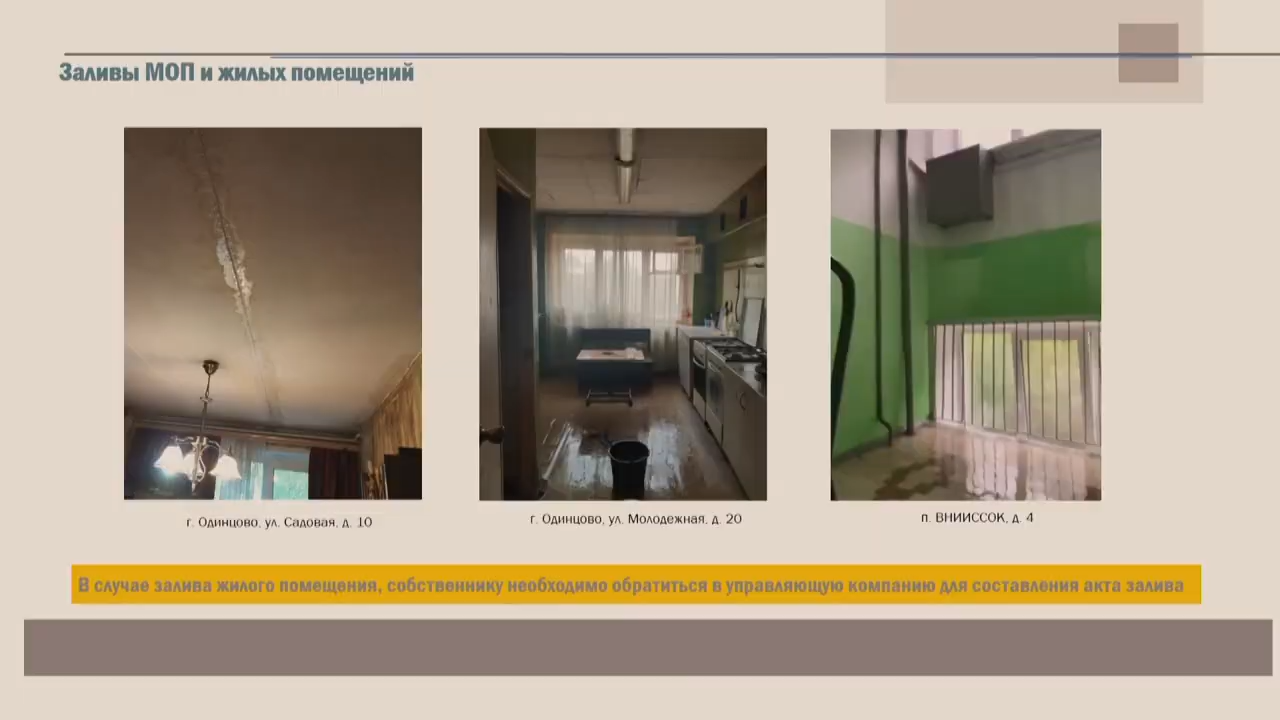 Заливы МОП и жилых помещений
г. Одинцово, ул. Садовая, д. 10
г. Одинцово, ул. Молодежная, д. 20
п. ВНИИССОК, д. 4
В случае залива жилого помещения, собственнику необходимо обратиться в управляющую компанию для составления акта залива